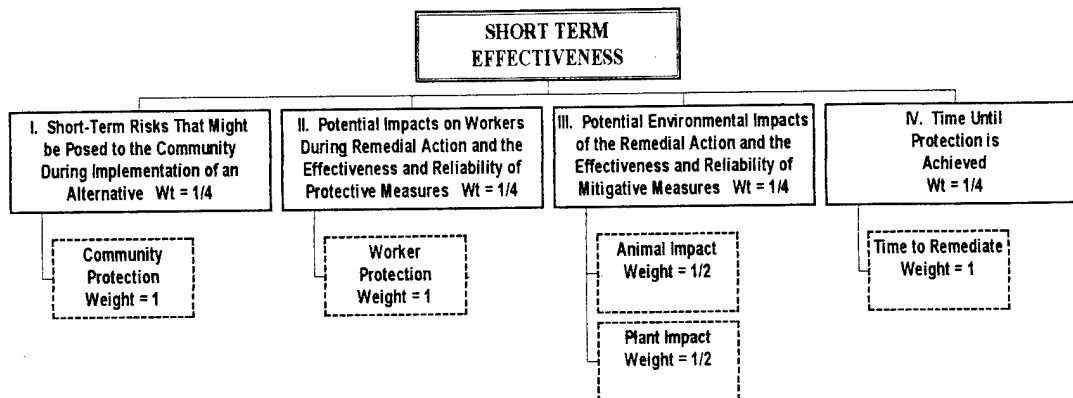 SHORT TERM
EFFECTIVENESS
I. Short-Term Risks That Might
be Posed to the Community
During Implementation of an
Alternative Wt = 1/4
II. Potential Impacts on Workers
During Remedial Action and the
Effectiveness and Reliability of
Protective Measures Wt = 1/4
III. Potential Environmental Impacts
of the Remedial Action and the
Effectiveness and Reliability of
Mitigative Measures Wt = 1/4
IV. Time Until
Protection is
Achieved
Wt = 1/4
Community
Protection
Weight = 1
Worker
Protection
Weight = 1
Animal Impact
Weight = 1/2
Plant Impact
Weight = 1/2
Time to Remediate
Weight = 1